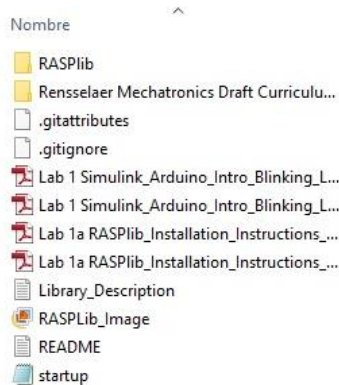 Nombre
RASPlib
Rensselaer Mechatronics Draft Curriculu...
.gitattributes
.gitignore
Lab 1 Simulink_Arduino_Intro_Blinking_L...
Lab 1 Simulink_Arduino_Intro_Blinking_L...
Lab 1a RASPlib_Installation_Instructions_...
Lab 1a RASPlib_Installation_Instructions_...
Library_Description
RASPLib_Image
README
startup